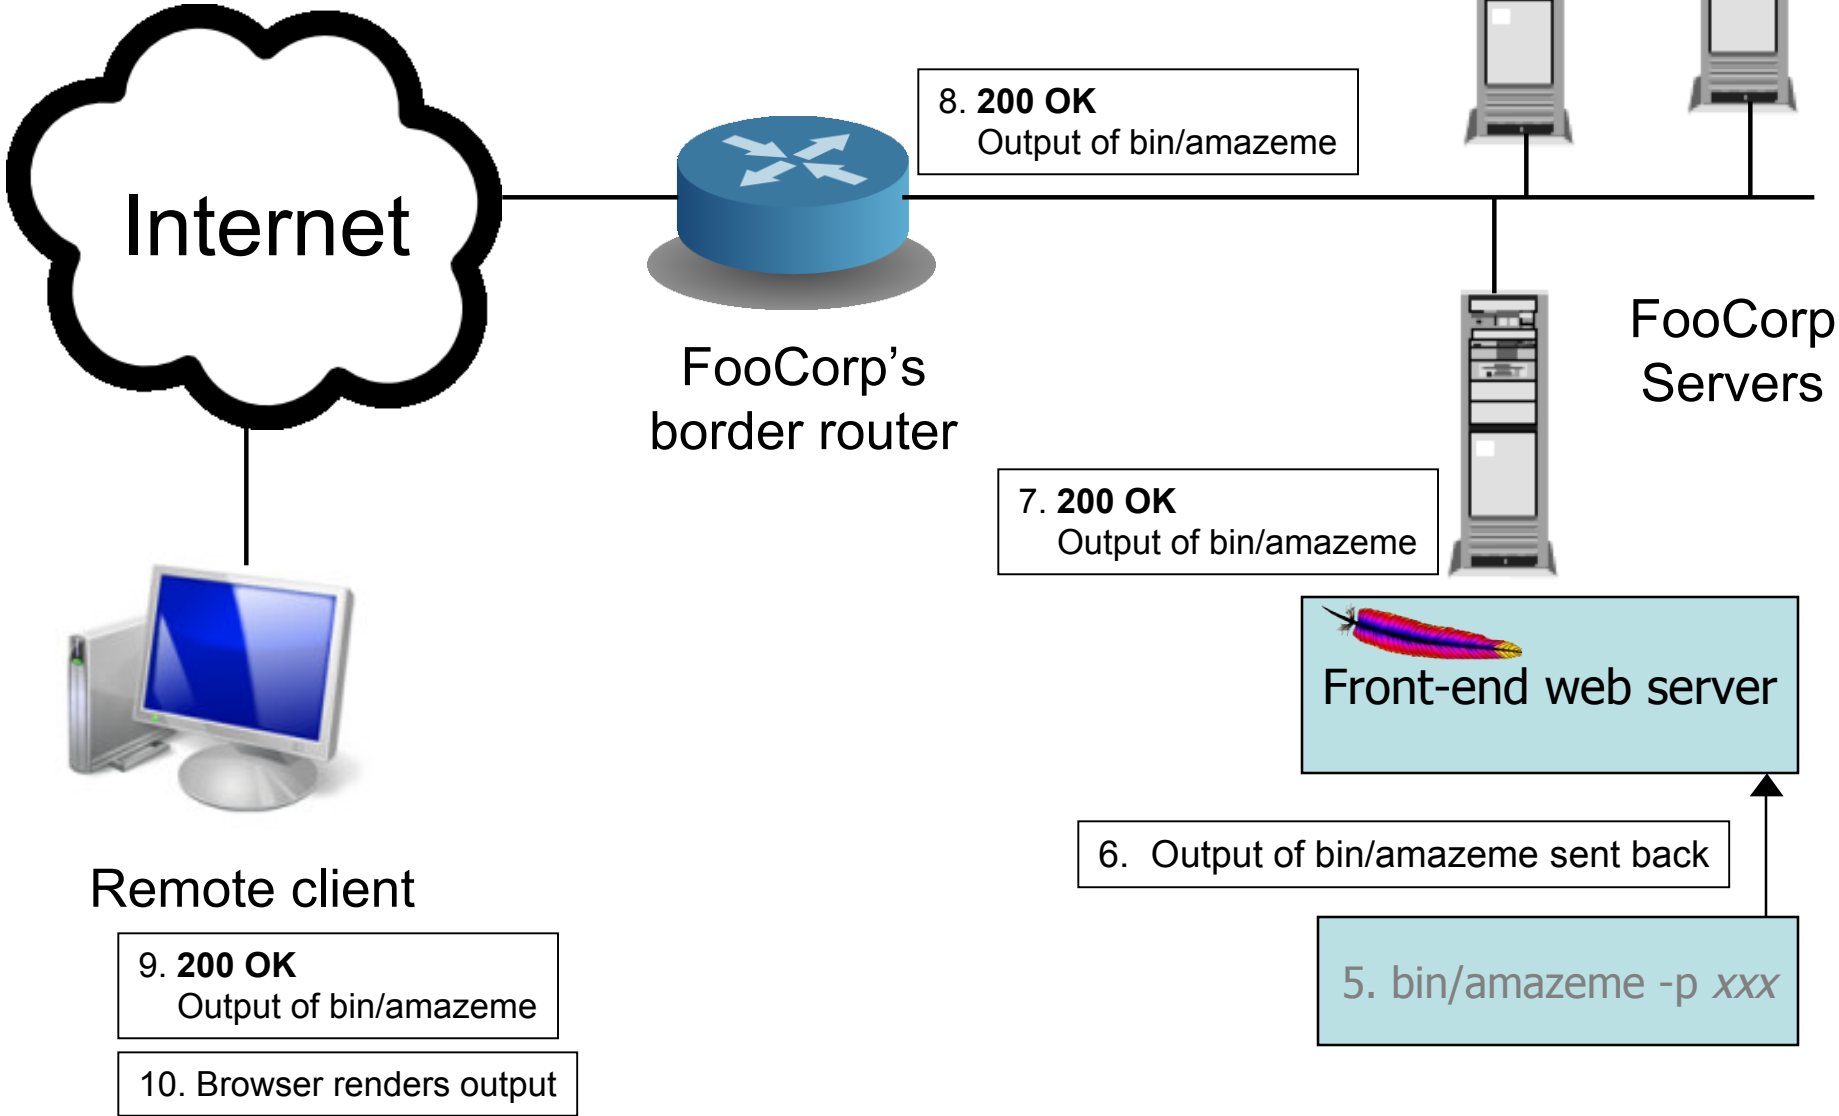 Internet
8. 200 OK
Output of bin/amazeme
FooCorp's
border router
FooCorp
Servers
7. 200 OK
Output of bin/amazeme
Front-end web server
6. Output of bin/amazeme sent back
5. bin/amazeme -p xxx
Remote client
9. 200 OK
Output of bin/amazeme
10. Browser renders output